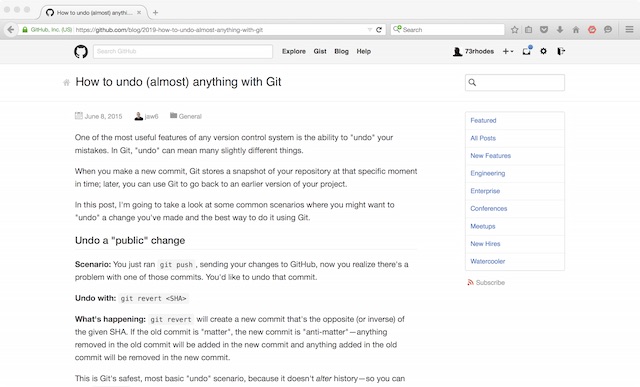 How to undo (almost) anythi...
GitHub, Inc. (US)
https://github.com/blog/2019-how-to-undo-almost-anything-with-git
Search
Search GitHub
Explore Gist Blog Help
73rhodes
How to undo (almost) anything with Git
June 8, 2015 jaw6 General
One of the most useful features of any version control system is the ability to "undo" your
mistakes. In Git, "undo" can mean many slightly different things.
When you make a new commit, Git stores a snapshot of your repository at that specific moment
in time; later, you can use Git to go back to an earlier version of your project.
In this post, I'm going to take a look at some common scenarios where you might want to
"undo" a change you've made and the best way to do it using Git.
Undo a "public" change
Scenario: You just ran git push, sending your changes to GitHub, now you realize there's a
problem with one of those commits. You'd like to undo that commit.
Undo with: git revert <SHA>
What's happening: git revert will create a new commit that's the opposite (or inverse) of
the given SHA. If the old commit is "matter", the new commit is "anti-matter"—anything
removed in the old commit will be added in the new commit and anything added in the old
commit will be removed in the new commit.
This is Git's safest, most basic "undo" scenario, because it doesn't alter history—so you can
Featured
All Posts
New Features
Engineering
Enterprise
Conferences
Meetups
New Hires
Watercooler
Subscribe